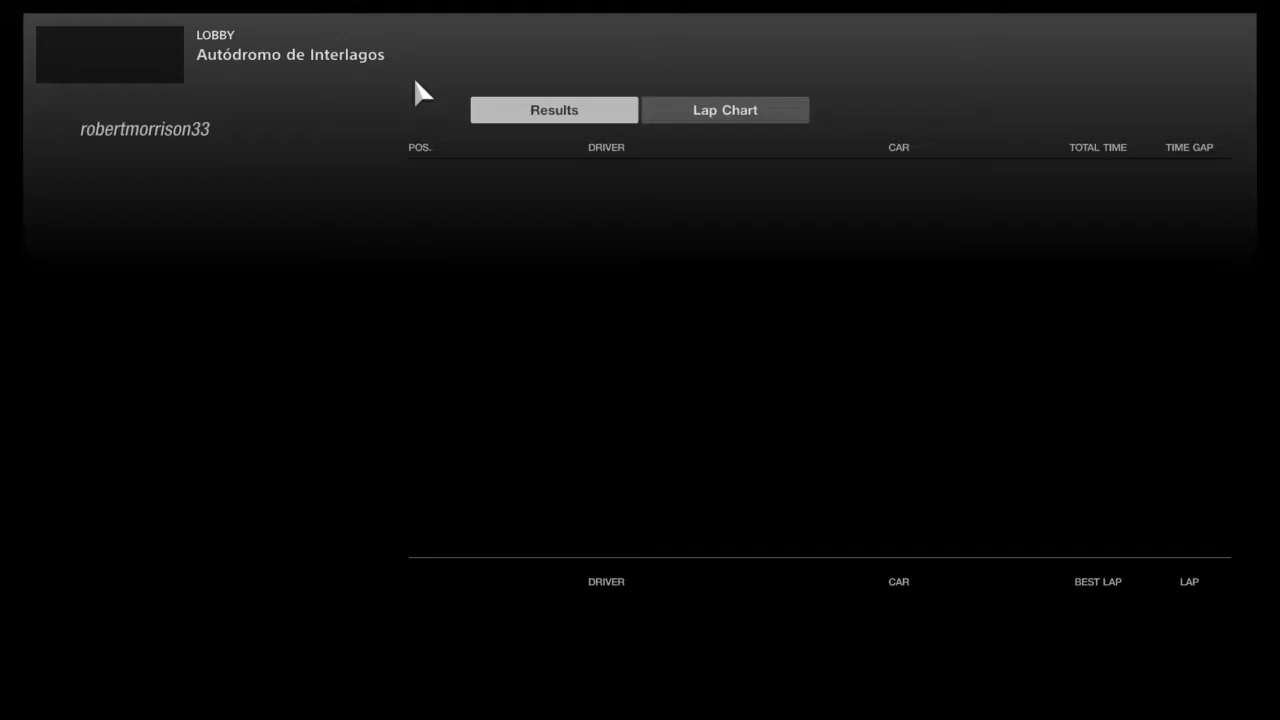 LOBBY
Autódromo de Interlagos
robertmorrison33
Results Lap Chart
POS. DRIVER CAR TOTAL TIME TIME GAP
DRIVER CAR BEST LAP LAP